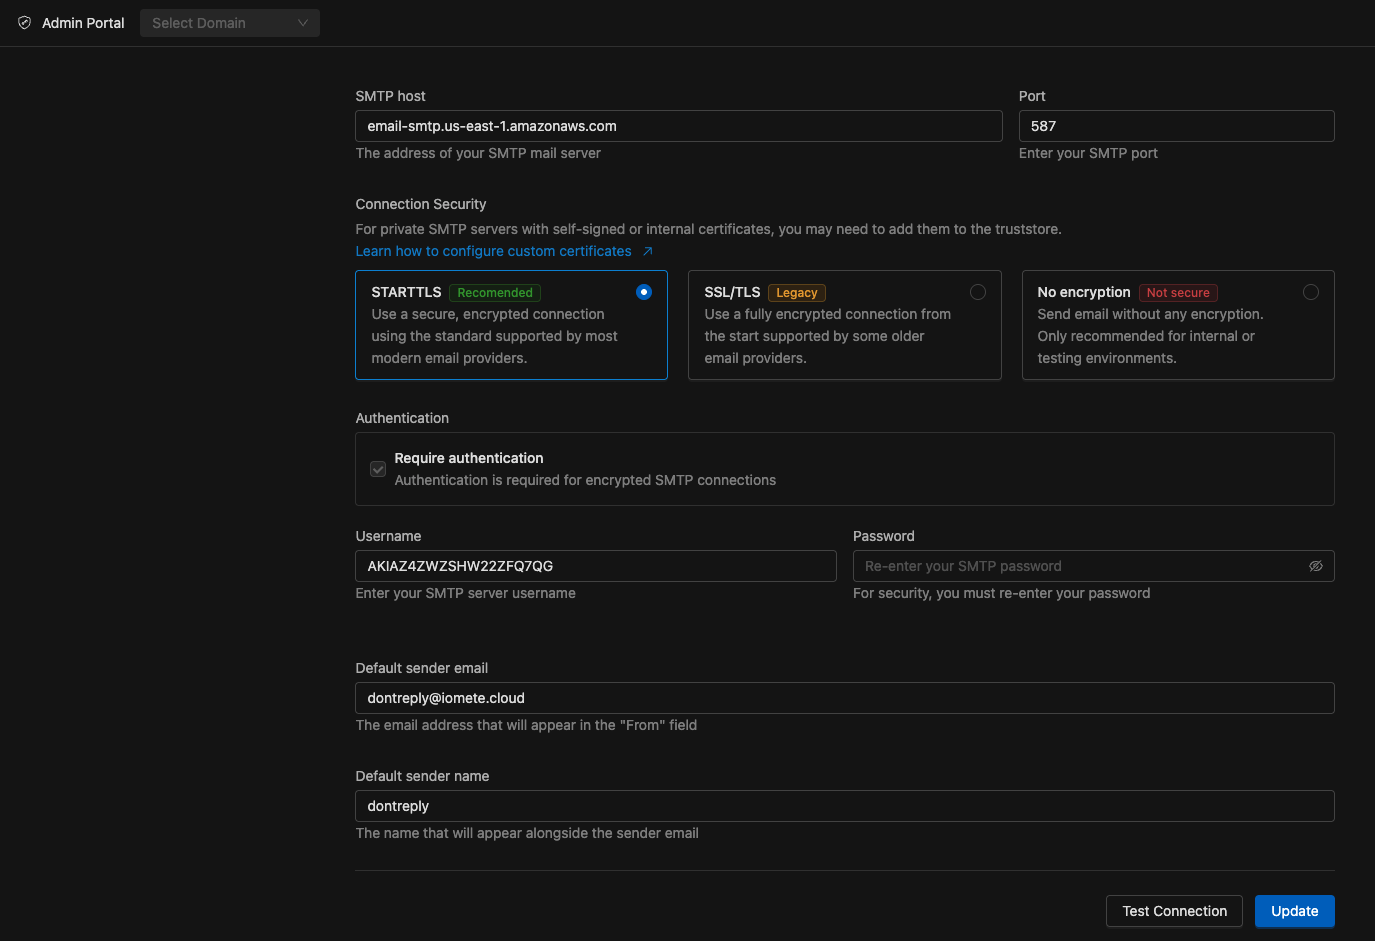 Admin Portal
Select Domain
SMTP host
Port
email-smtp.us-east-1.amazonaws.com
587
The address of your SMTP mail server
Enter your SMTP port
Connection Security
For private SMTP servers with self-signed or internal certificates, you may need to add them to the truststore.
Learn how to configure custom certificates
STARTTLS Recomended
Use a secure, encrypted connection
using the standard supported by most
modern email providers.
SSL/TLS Legacy
Use a fully encrypted connection from
the start supported by some older
email providers.
No encryption Not secure
Send email without any encryption.
Only recommended for internal or
testing environments.
Authentication
Require authentication
Authentication is required for encrypted SMTP connections
Username
Password
AKIAZ4ZWZSHW22ZFQ7QG
Re-enter your SMTP password
Enter your SMTP server username
For security, you must re-enter your password
Default sender email
dontreply@iomete.cloud
The email address that will appear in the "From" field
Default sender name
dontreply
The name that will appear alongside the sender email
Test Connection
Update